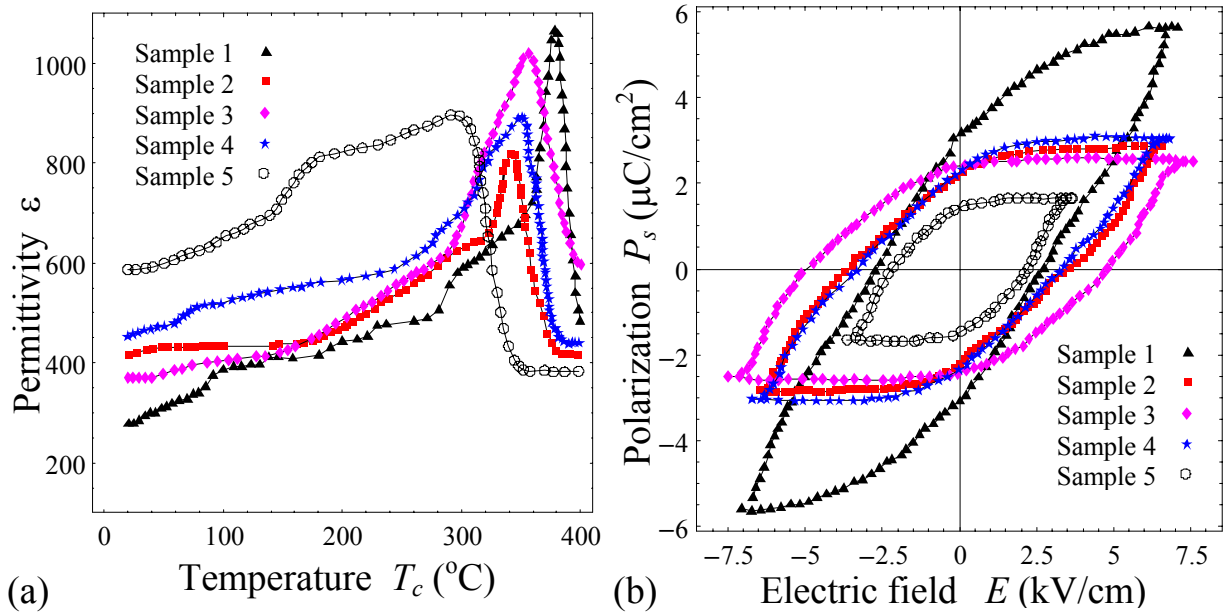 Permittivity ε
1000
800
600
400
200
Sample 1
Sample 2
Sample 3
Sample 4
Sample 5
0
100
200
300
400
(a)
Temperature T_c (°C)
Polarization P_s (μC/cm²)
6
4
2
0
−2
−4
−6
Sample 1
Sample 2
Sample 3
Sample 4
Sample 5
−7.5
−5
−2.5
0
2.5
5
7.5
(b)
Electric field E (kV/cm)